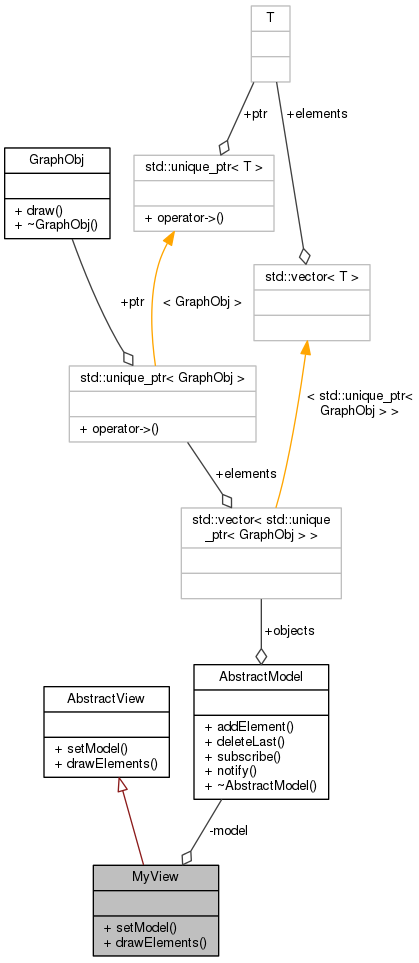 T
+ptr
+elements
GraphObj
+ draw()
+ ~GraphObj()
std::unique_ptr< T >
+ operator->()
std::vector< T >
+ptr
< GraphObj >
std::unique_ptr< GraphObj >
+ operator->()
< std::unique_ptr<
GraphObj > >
+elements
std::vector< std::unique
_ptr< GraphObj > >
+objects
AbstractView
+ setModel()
+ drawElements()
AbstractModel
+ addElement()
+ deleteLast()
+ subscribe()
+ notify()
+ ~AbstractModel()
-model
MyView
+ setModel()
+ drawElements()